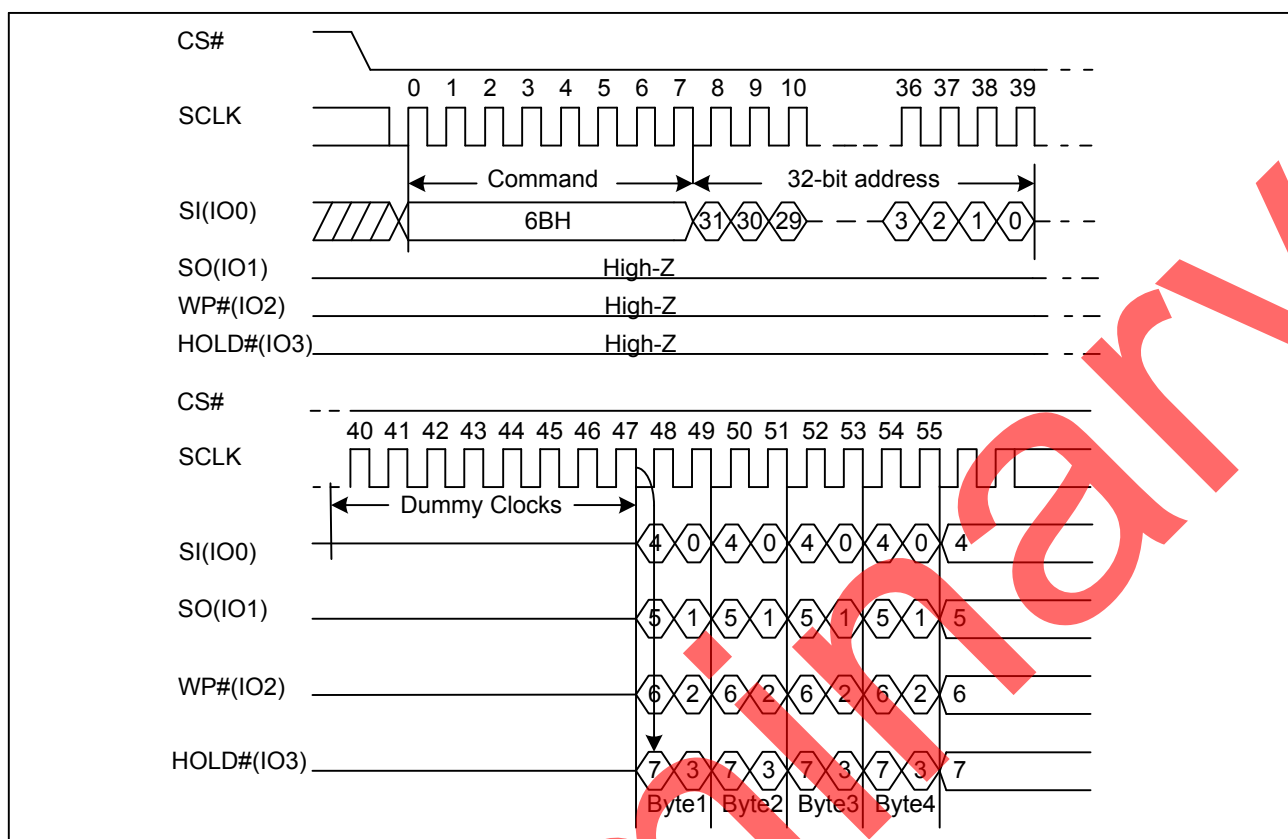 CS#
0 1 2 3 4 5 6 7 8 9 10 36 37 38 39
SCLK
Command 32-bit address
SI(IO0) 6BH 31 30 29 3 2 1 0
SO(IO1) High-Z
WP#(IO2) High-Z
HOLD#(IO3) High-Z
CS#
40 41 42 43 44 45 46 47 48 49 50 51 52 53 54 55
SCLK
Dummy Clocks
SI(IO0) 4 0 4 0 4 0 4 0 4
SO(IO1) 5 1 5 1 5 1 5 1 5
WP#(IO2) 6 2 6 2 6 2 6 2 6
HOLD#(IO3) 7 3 7 3 7 3 7 3 7
Byte1 Byte2 Byte3 Byte4
inary